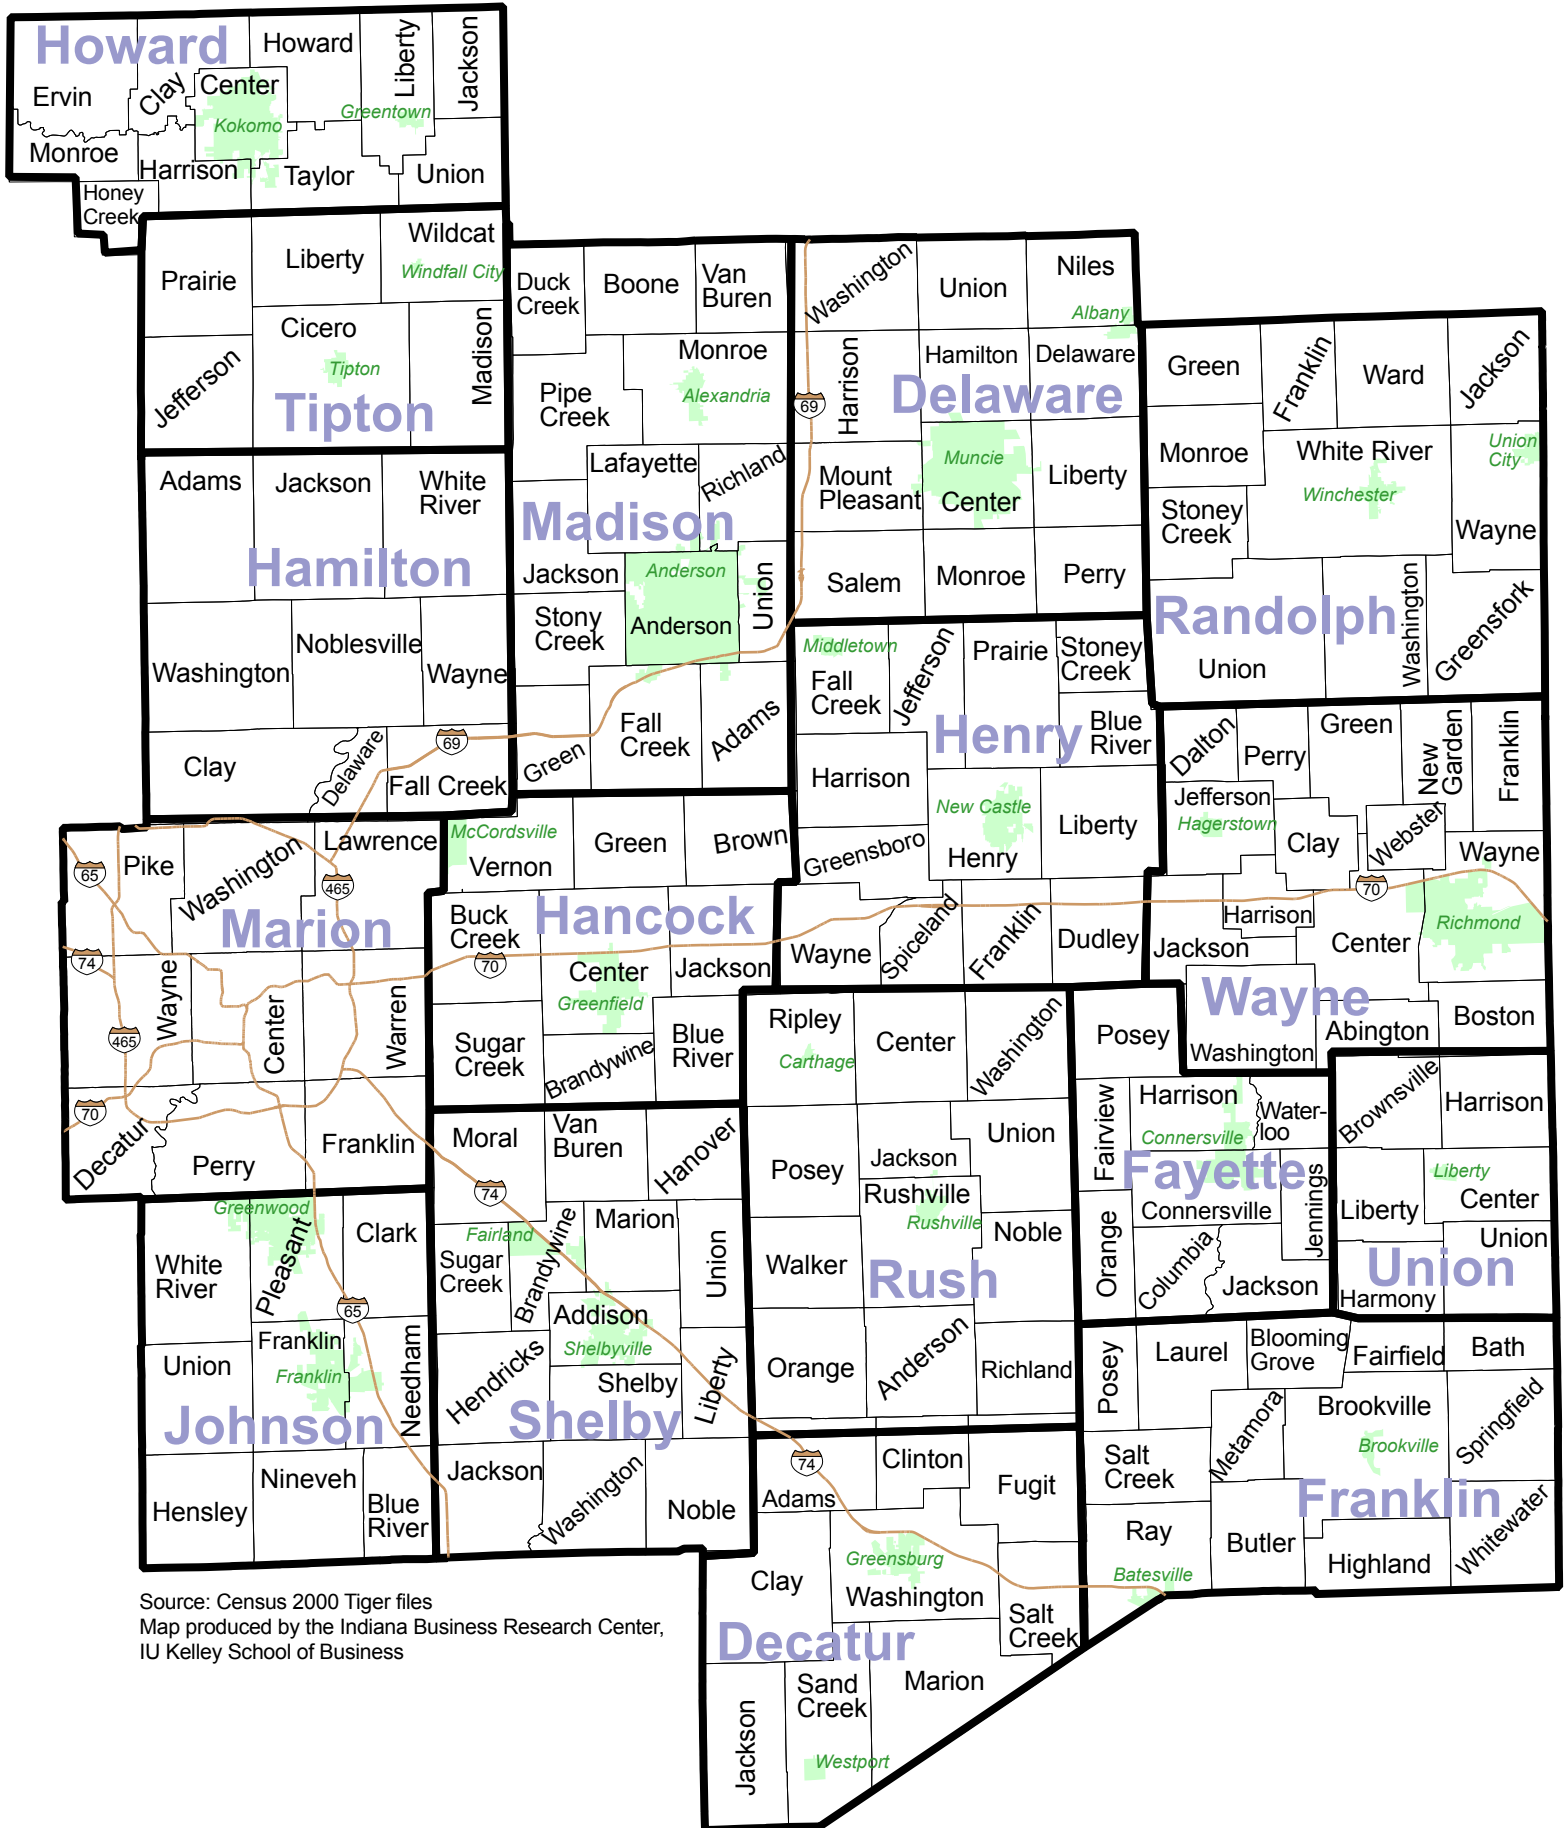 Howard
Howard
Liberty
Jackson
Ervin
Clay
Center
Greentown
Kokomo
Monroe
Harrison
Taylor
Union
Honey
Creek
Prairie
Liberty
Wildcat
Windfall City
Cicero
Jefferson
Tipton
Madison
Tipton
Duck
Creek
Boone
Van
Buren
Monroe
Alexandria
Pipe
Creek
Lafayette
Richland
Madison
Jackson
Anderson
Anderson
Union
Stony
Creek
Green
Fall
Creek
Adams
Washington
Union
Niles
Albany
Harrison
Hamilton
Delaware
Delaware
69
Mount
Pleasant
Muncie
Center
Liberty
Salem
Monroe
Perry
Green
Franklin
Ward
Jackson
Monroe
White River
Winchester
Union
City
Stoney
Creek
Wayne
Randolph
Union
Washington
Greensfork
Adams
Jackson
White
River
Hamilton
Washington
Noblesville
Wayne
Clay
Delaware
69
Fall Creek
Middletown
Fall
Creek
Jefferson
Prairie
Stoney
Creek
Henry
Blue
River
Harrison
New Castle
Henry
Liberty
Greensboro
Wayne
Spiceland
Franklin
Dudley
Dalton
Perry
Green
New
Garden
Franklin
Jefferson
Hagerstown
Clay
Webster
Wayne
70
Richmond
Harrison
Jackson
Center
Wayne
Washington
Abington
Boston
65
Pike
Washington
Lawrence
465
Marion
74
Wayne
Center
Warren
465
70
Decatur
Perry
Franklin
McCordsville
Vernon
Green
Brown
Buck
Creek
Hancock
70
Center
Greenfield
Jackson
Sugar
Creek
Brandywine
Blue
River
Ripley
Carthage
Center
Washington
Posey
Jackson
Union
Rushville
Rushville
Noble
Walker
Rush
Orange
Anderson
Richland
Posey
Fairview
Harrison
Water-
loo
Connersville
Fayette
Connersville
Jennings
Orange
Columbia
Jackson
Brownsville
Harrison
Liberty
Liberty
Center
Union
Union
Harmony
Greenwood
White
River
Pleasant
Clark
65
Franklin
Franklin
Union
Needham
Johnson
Hensley
Nineveh
Blue
River
Moral
Van
Buren
Hanover
74
Fairland
Sugar
Creek
Brandywine
Marion
Union
Addison
Shelbyville
Hendricks
Shelby
Liberty
Shelby
Jackson
Washington
Noble
Posey
Laurel
Blooming
Grove
Fairfield
Bath
Metamora
Brookville
Brookville
Springfield
Salt
Creek
Franklin
Ray
Batesville
Butler
Highland
Whitewater
74
Adams
Clinton
Fugit
Clay
Greensburg
Washington
Salt
Creek
Decatur
Jackson
Sand
Creek
Marion
Westport
Source: Census 2000 Tiger files
Map produced by the Indiana Business Research Center,
IU Kelley School of Business